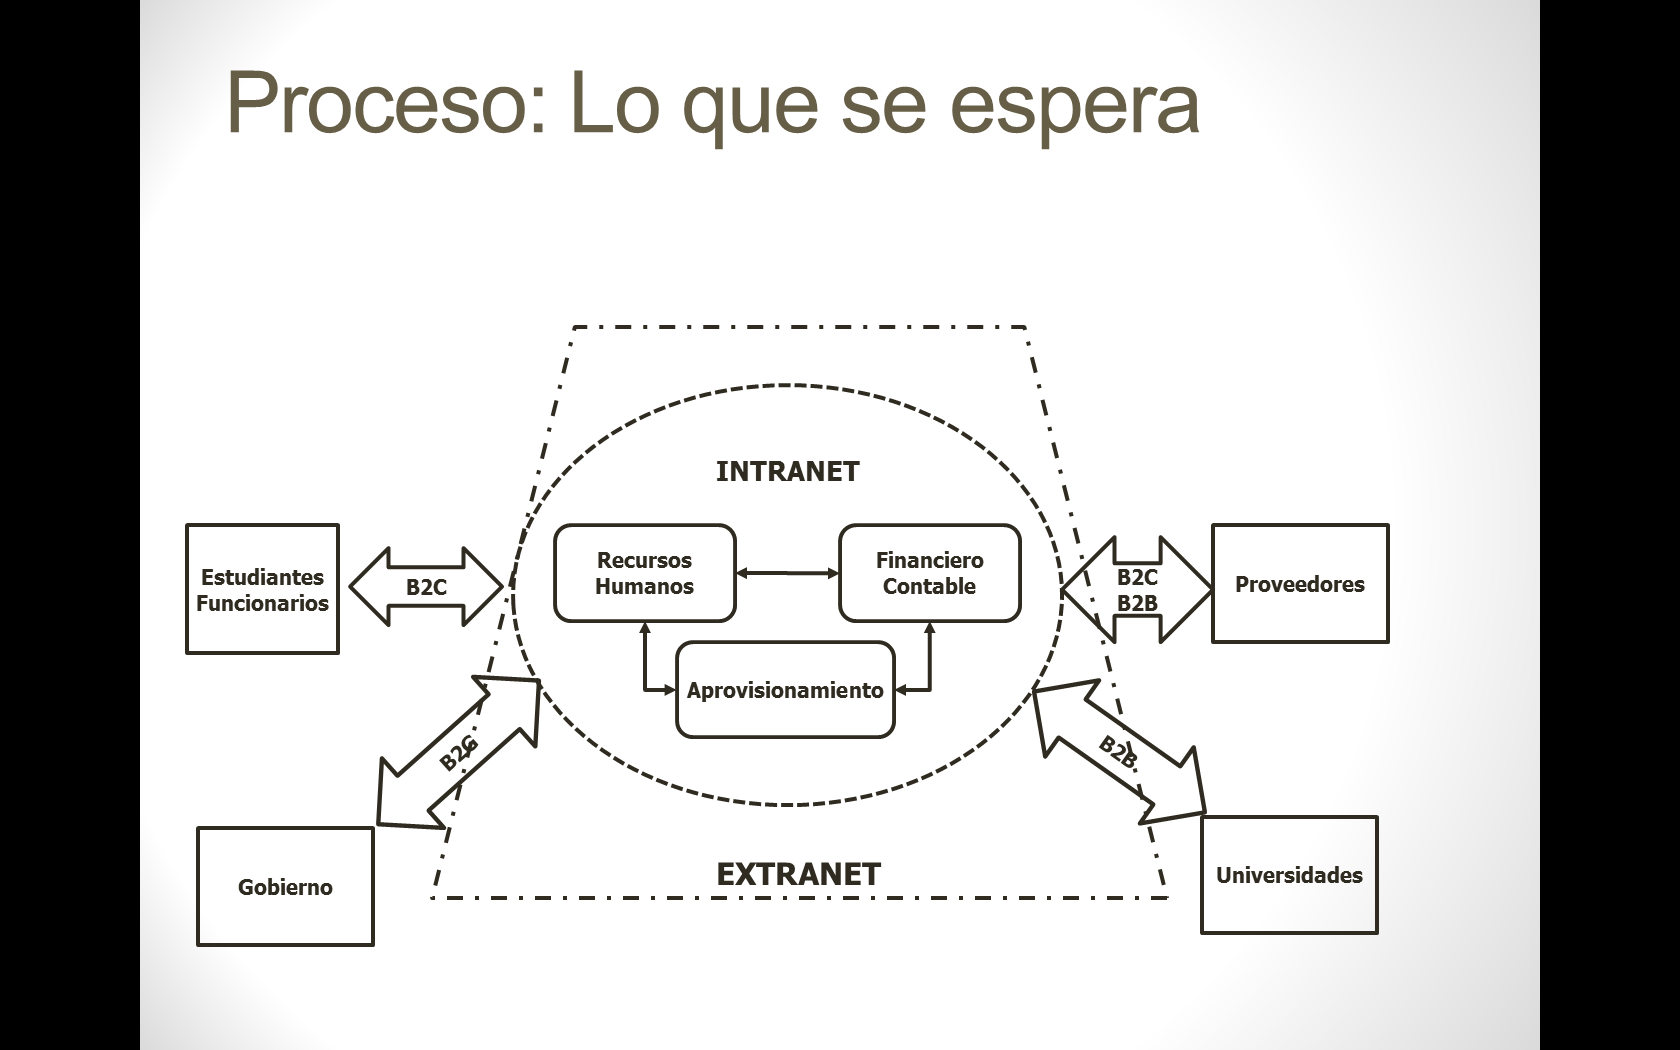 Proceso: Lo que se espera
INTRANET
Recursos
Humanos
Financiero
Contable
Aprovisionamiento
Estudiantes
Funcionarios
B2C
B2C
B2B
Proveedores
B2G
B2B
Gobierno
EXTRANET
Universidades